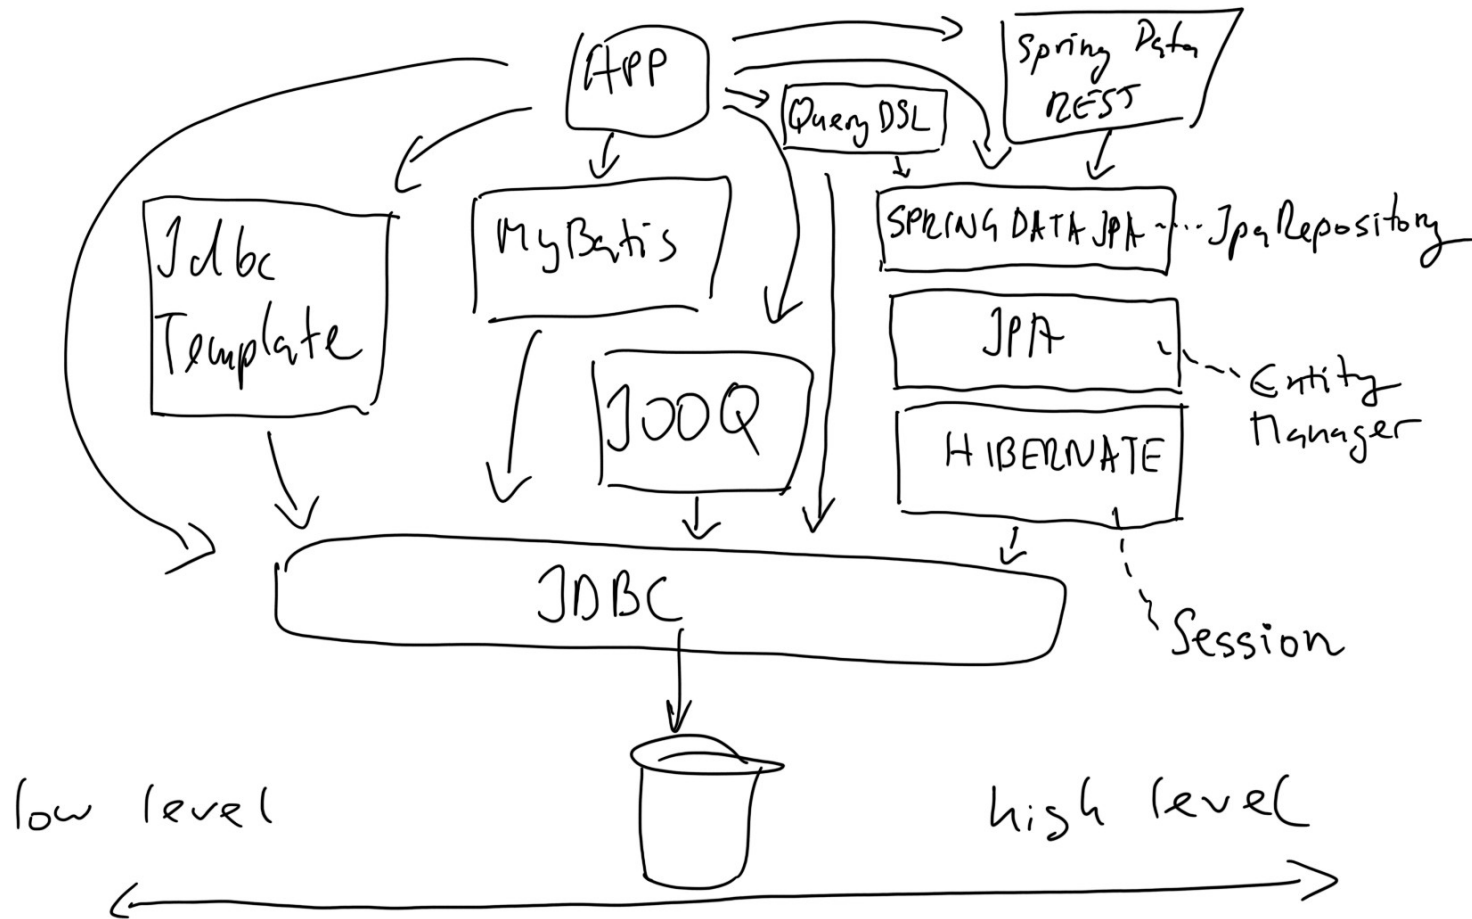 APP
Spring Data
REST
Query DSL
SPRING DATA JPA
JpaRepository
Jdbc
Template
MyBatis
JPA
Entity
Manager
JOOQ
HIBERNATE
JDBC
Session
low level
high level